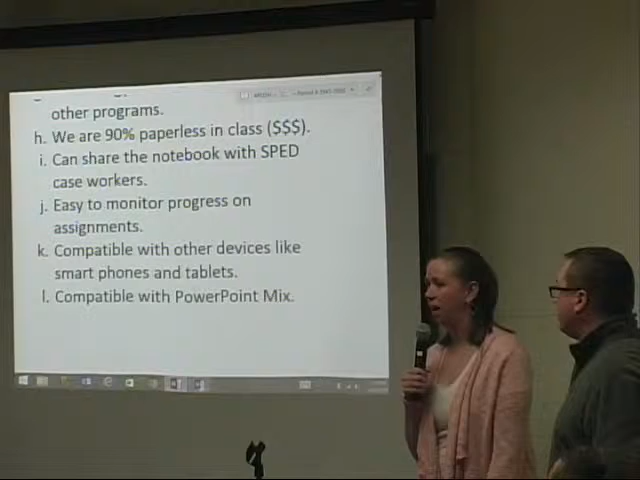 other programs.
h. We are 90% paperless in class ($$$).
i. Can share the notebook with SPED
case workers.
j. Easy to monitor progress on
assignments.
k. Compatible with other devices like
smart phones and tablets.
l. Compatible with PowerPoint Mix.